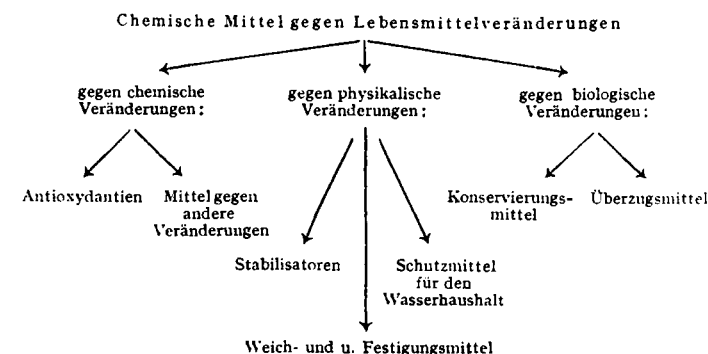 Chemische Mittel gegen Lebensmittelveränderungen
gegen chemische
Veränderungen:
gegen physikalische
Veränderungen:
gegen biologische
Veränderungen:
Antioxydantien
Mittel gegen
andere
Veränderungen
Konservierungs-
mittel
Überzugsmittel
Stabilisatoren
Schutzmittel
für den
Wasserhaushalt
Weich- und u. Festigungsmittel